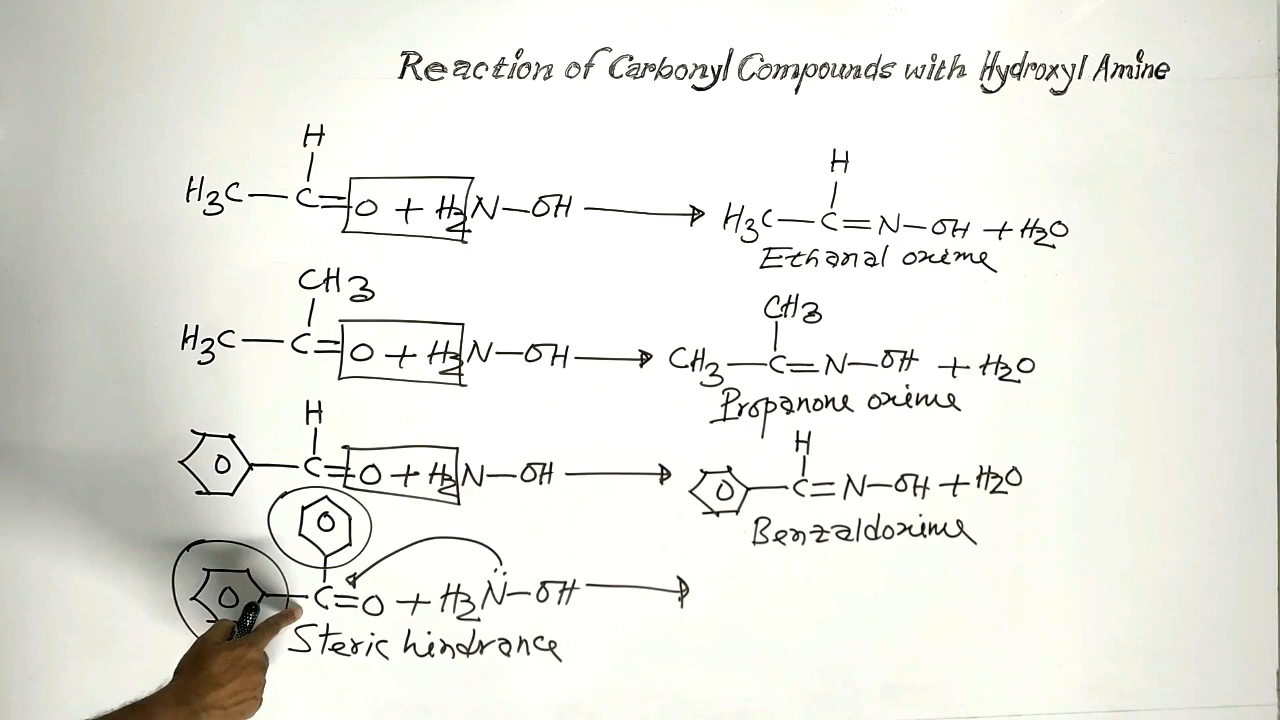 Reaction of Carbonyl Compounds with Hydroxyl Amine
H
H
H3C—C=O + H2N—OH → H3C—C=N—OH + H2O
Ethanal oxime
CH3
CH3
H3C—C=O + H2N—OH → CH3—C=N—OH + H2O
Propanone oxime
H
H
C=O + H2N—OH → C=N—OH + H2O
Benzaldoxime
C=O + H2N̈—OH →
Steric hindrance